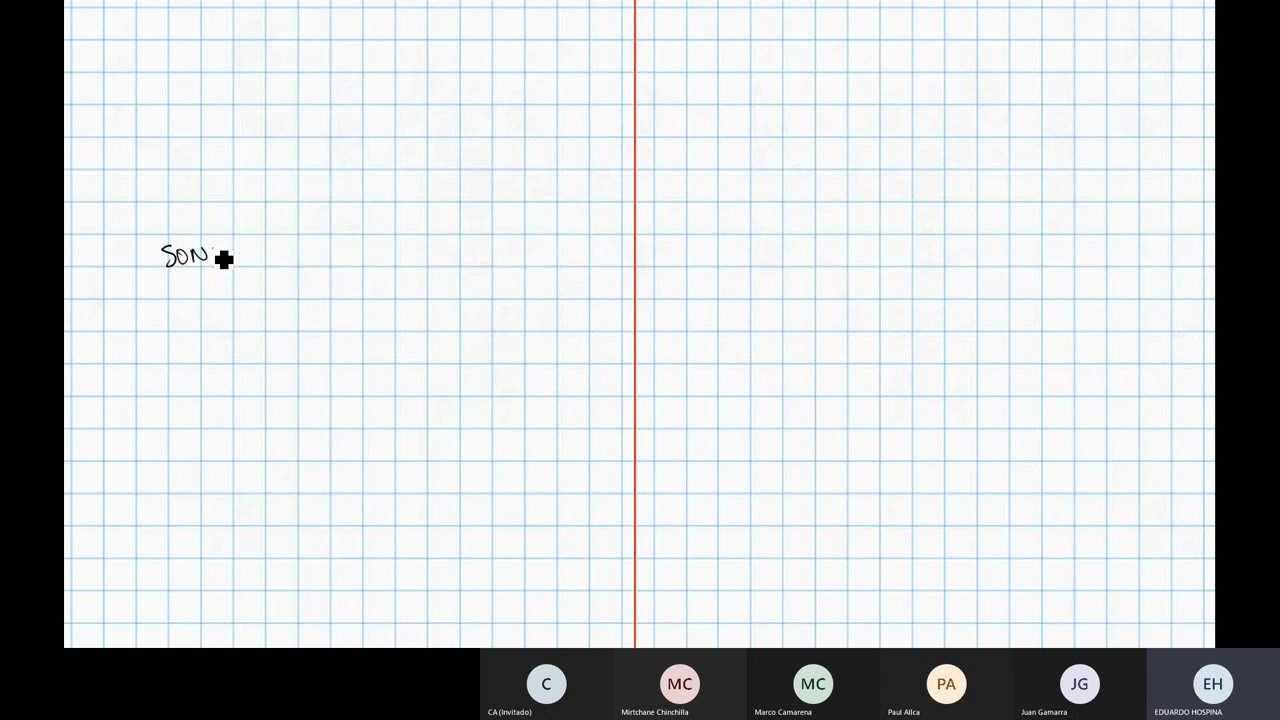 SON
C
MC
MC
PA
JG
EH
CA (Invitado)
Mirtchane Chinchilla
Marco Camarena
Paul Allca
Juan Gamarra
EDUARDO HOSPINA